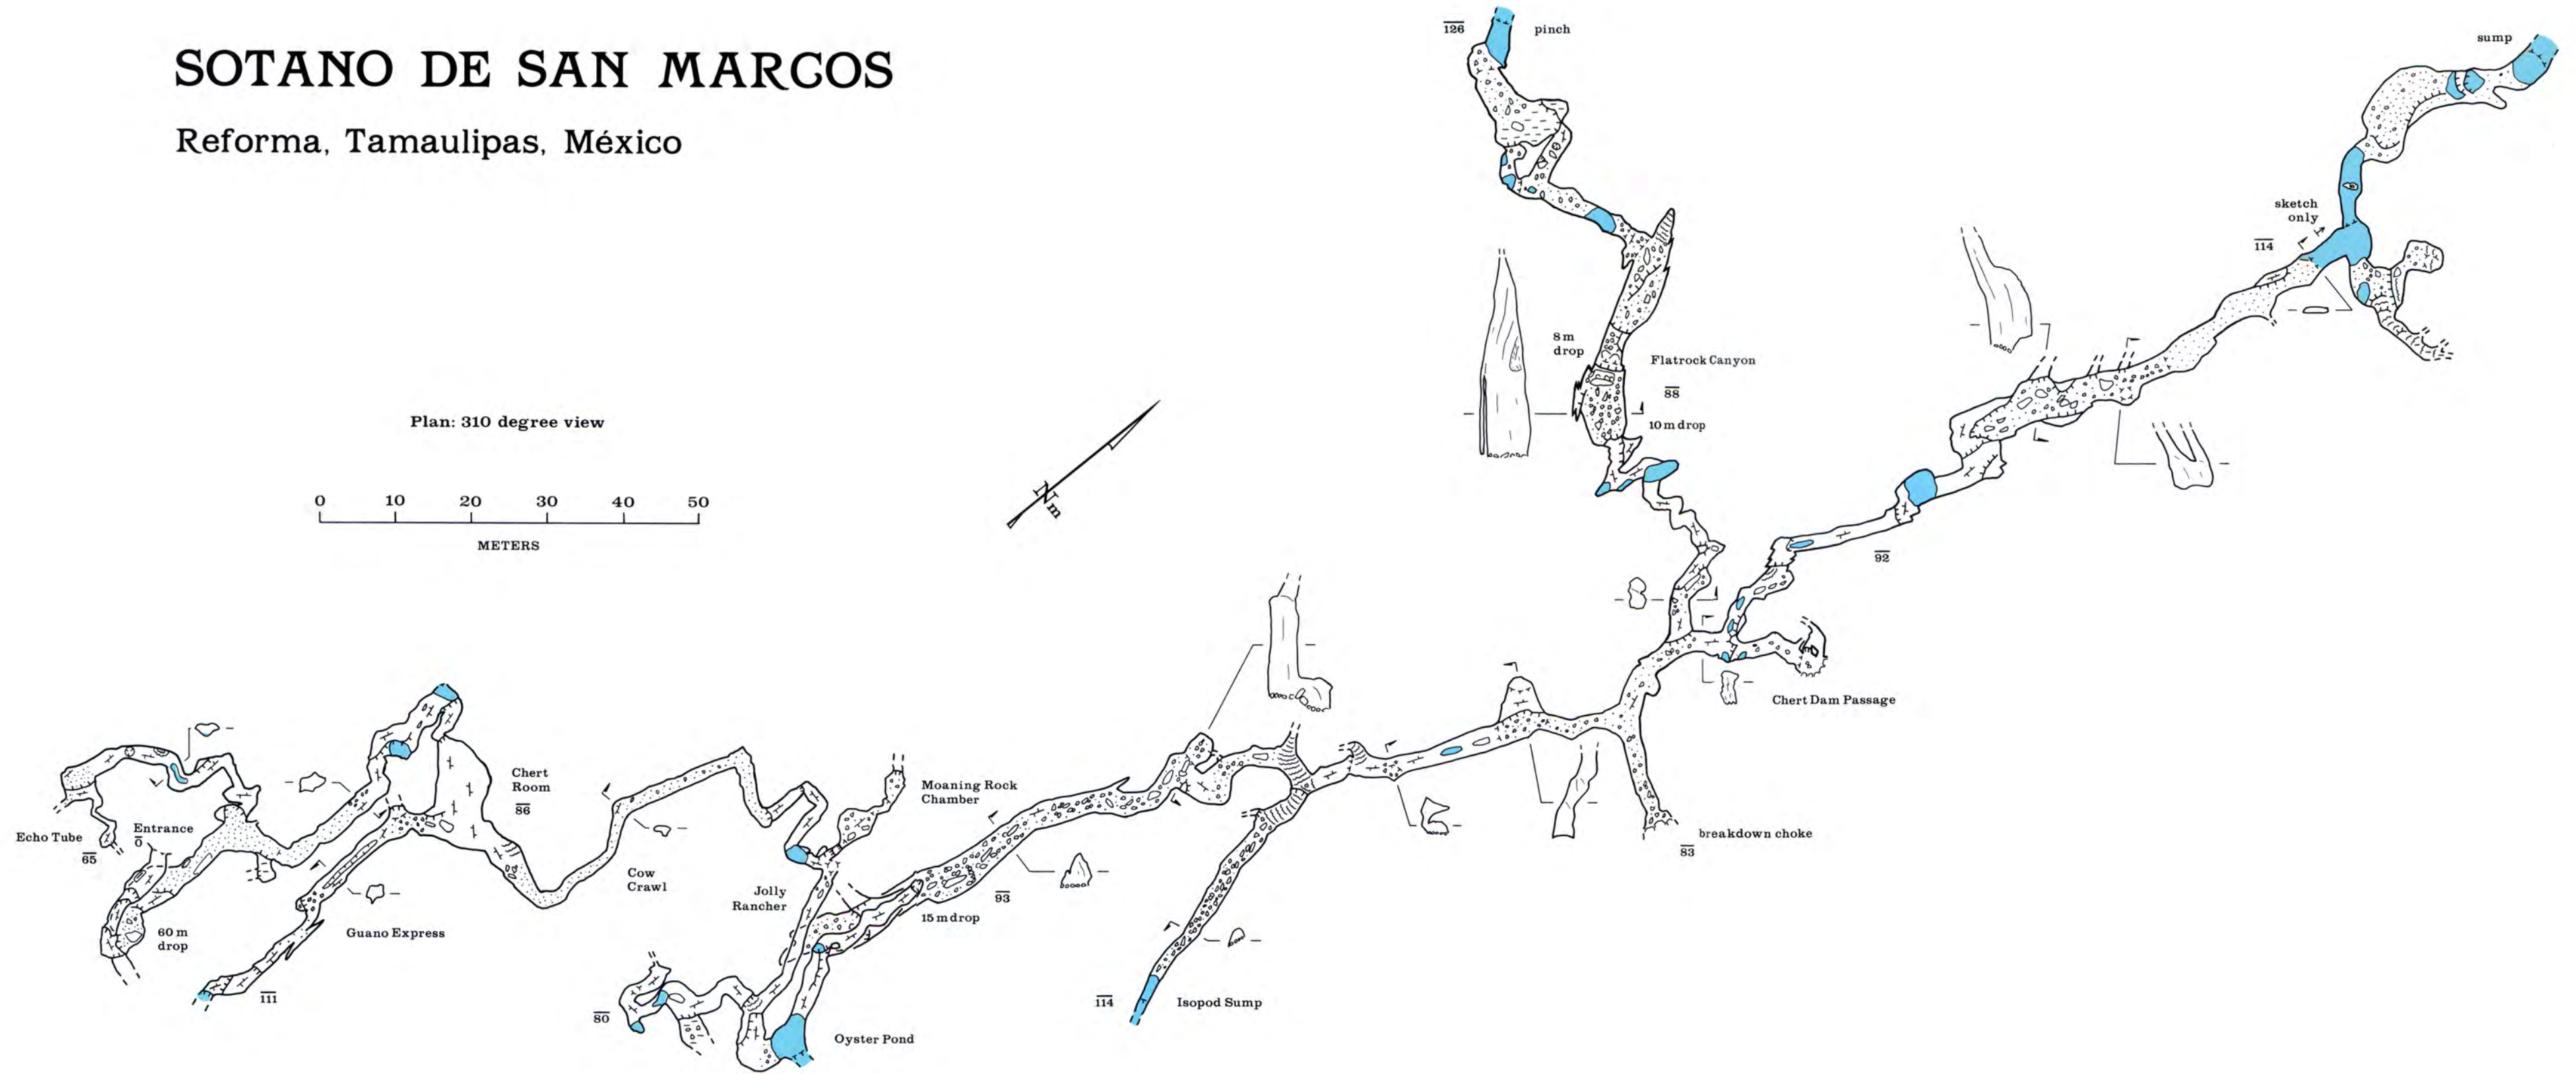 SOTANO DE SAN MARCOS
Reforma, Tamaulipas, México
Plan: 310 degree view
0 10 20 30 40 50
METERS
Nm
126
pinch
sump
sketch
only
114
8 m
drop
Flatrock Canyon
88
10 m drop
92
Chert Dam Passage
breakdown choke
83
Echo Tube
65
Entrance
0
60 m
drop
Guano Express
111
Chert
Room
86
Cow
Crawl
Jolly
Rancher
Moaning Rock
Chamber
15 m drop
93
80
Oyster Pond
114
Isopod Sump